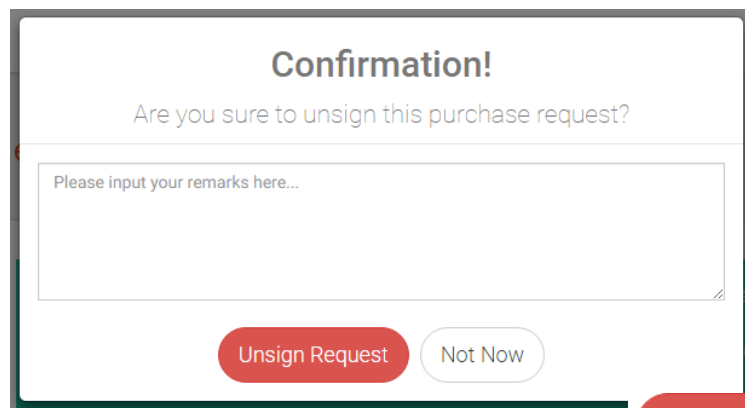 Confirmation!
Are you sure to unsign this purchase request?
Please input your remarks here...
Unsign Request
Not Now